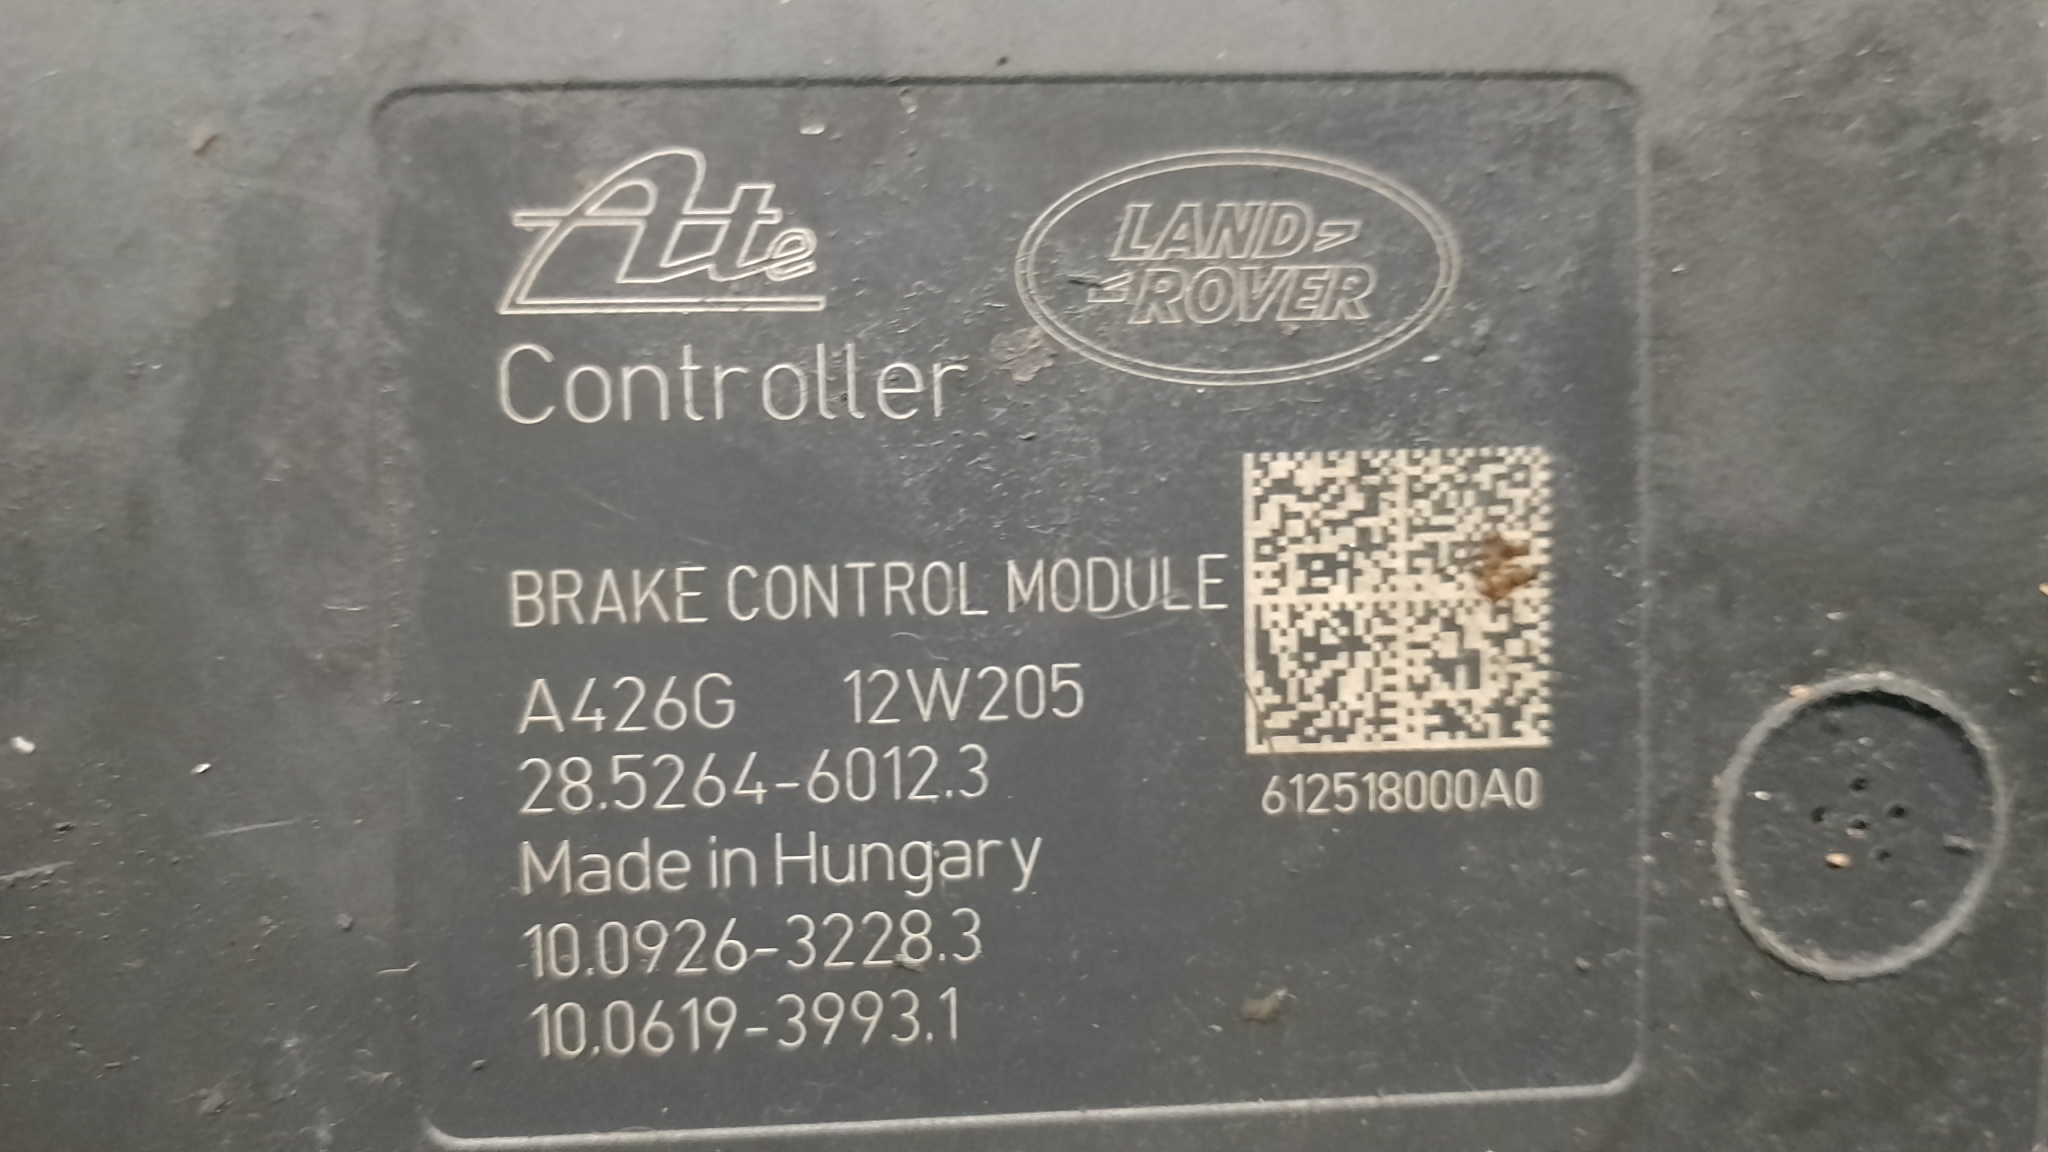 Ate
LAND
ROVER
Controller
BRAKE CONTROL MODULE
A426G 12W205
28.5264-6012.3
612518000A0
Made in Hungary
10.0926-3228.3
10.0619-3993.1